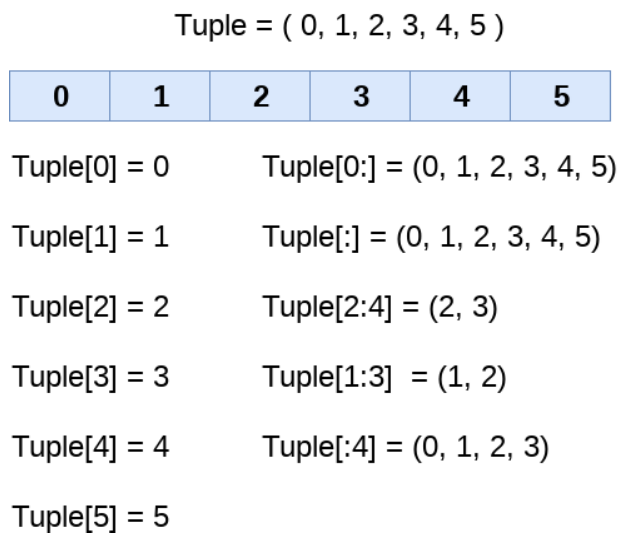 Tuple = ( 0, 1, 2, 3, 4, 5 )
0 1 2 3 4 5
Tuple[0] = 0 Tuple[0:] = (0, 1, 2, 3, 4, 5)
Tuple[1] = 1 Tuple[:] = (0, 1, 2, 3, 4, 5)
Tuple[2] = 2 Tuple[2:4] = (2, 3)
Tuple[3] = 3 Tuple[1:3] = (1, 2)
Tuple[4] = 4 Tuple[:4] = (0, 1, 2, 3)
Tuple[5] = 5